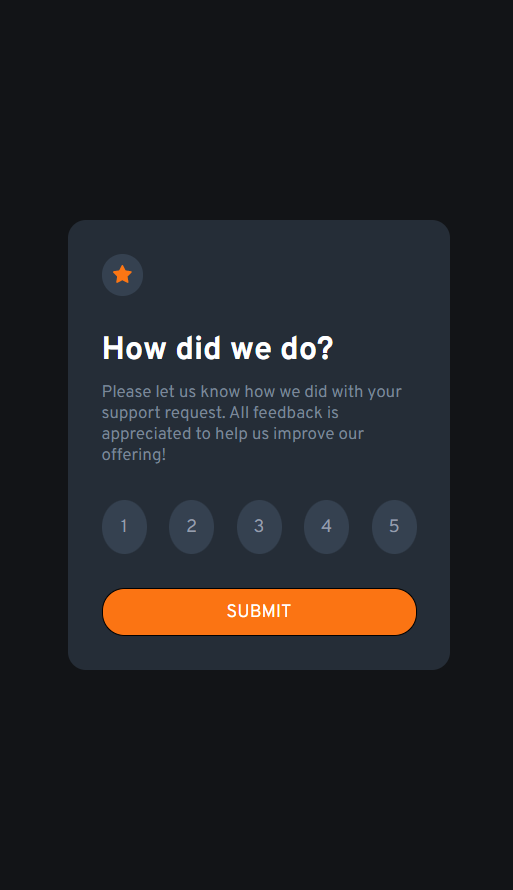 How did we do?
Please let us know how we did with your
support request. All feedback is
appreciated to help us improve our
offering!
1 2 3 4 5
SUBMIT